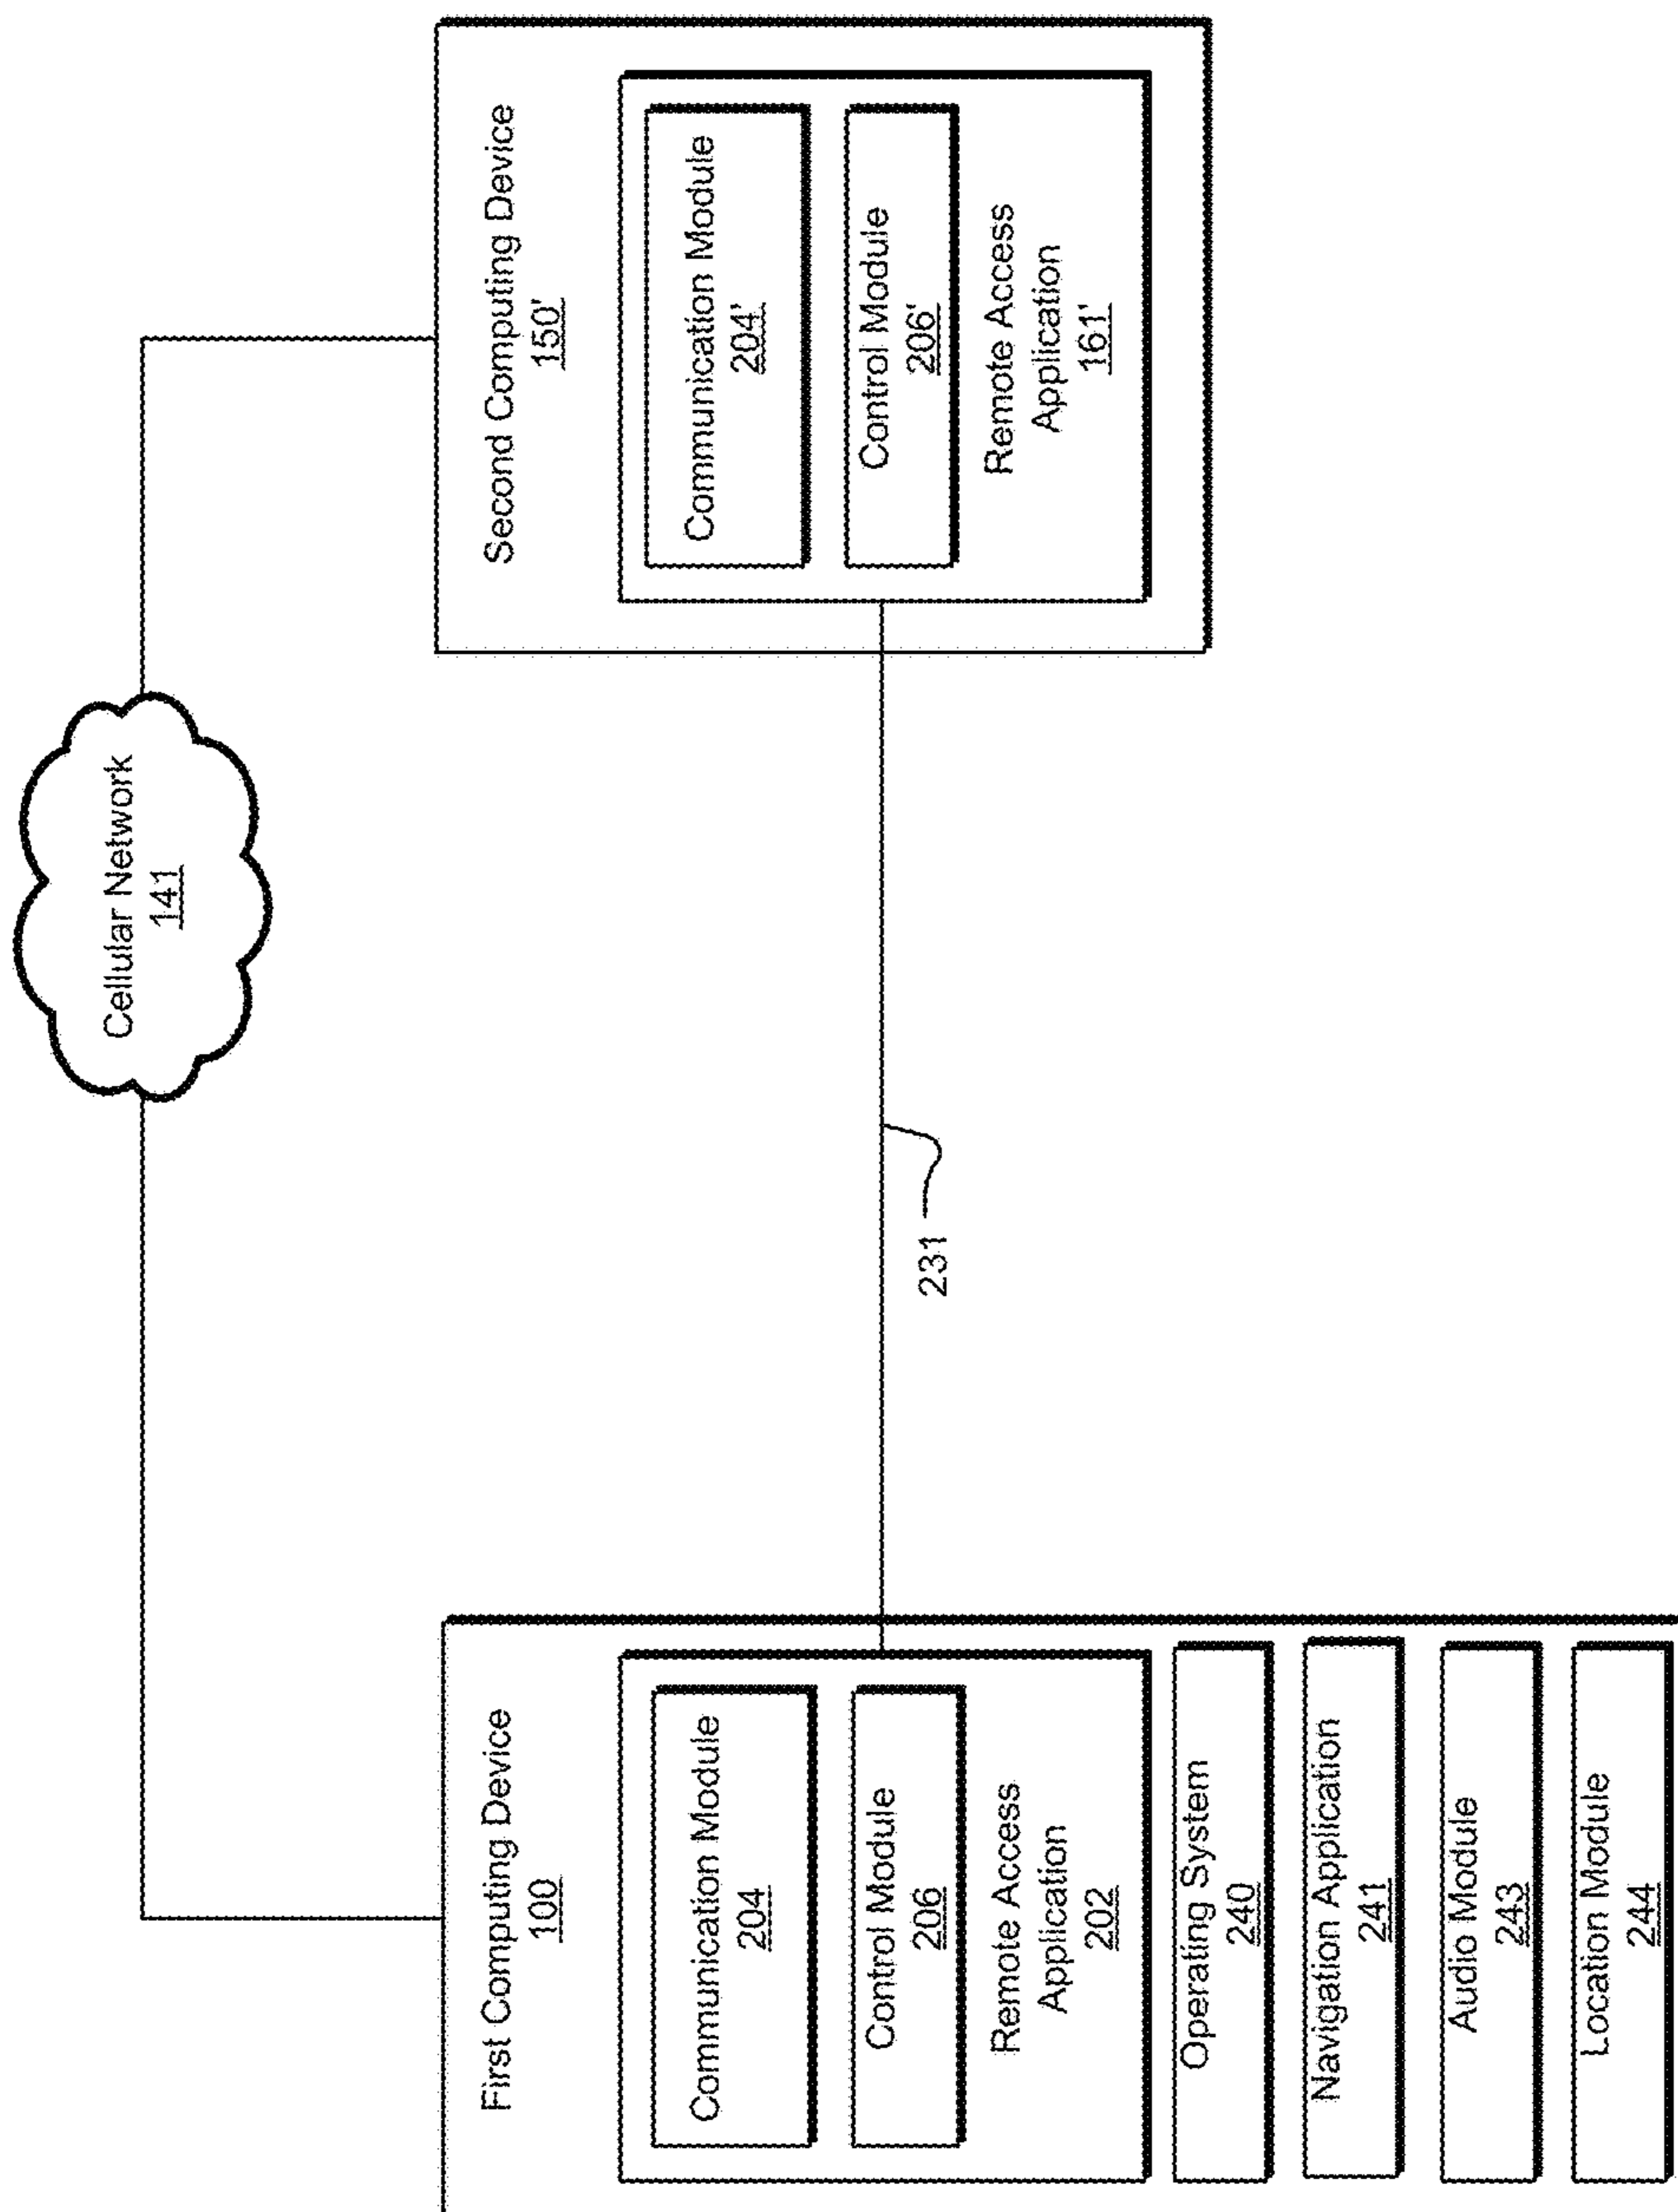 Cellular Network
141
First Computing Device
100
Communication Module
204
Control Module
206
Remote Access
Application
202
Operating System
240
Navigation Application
241
Audio Module
243
Location Module
244
231
Second Computing Device
150'
Communication Module
204'
Control Module
206'
Remote Access
Application
161'